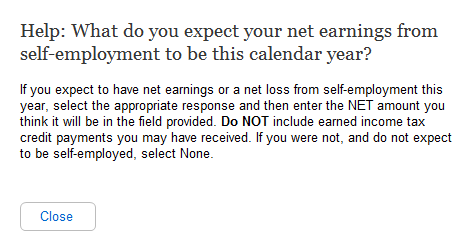 Help: What do you expect your net earnings from
self-employment to be this calendar year?
If you expect to have net earnings or a net loss from self-employment this
year, select the appropriate response and then enter the NET amount you
think it will be in the field provided. Do NOT include earned income tax
credit payments you may have received. If you were not, and do not expect
to be self-employed, select None.
Close